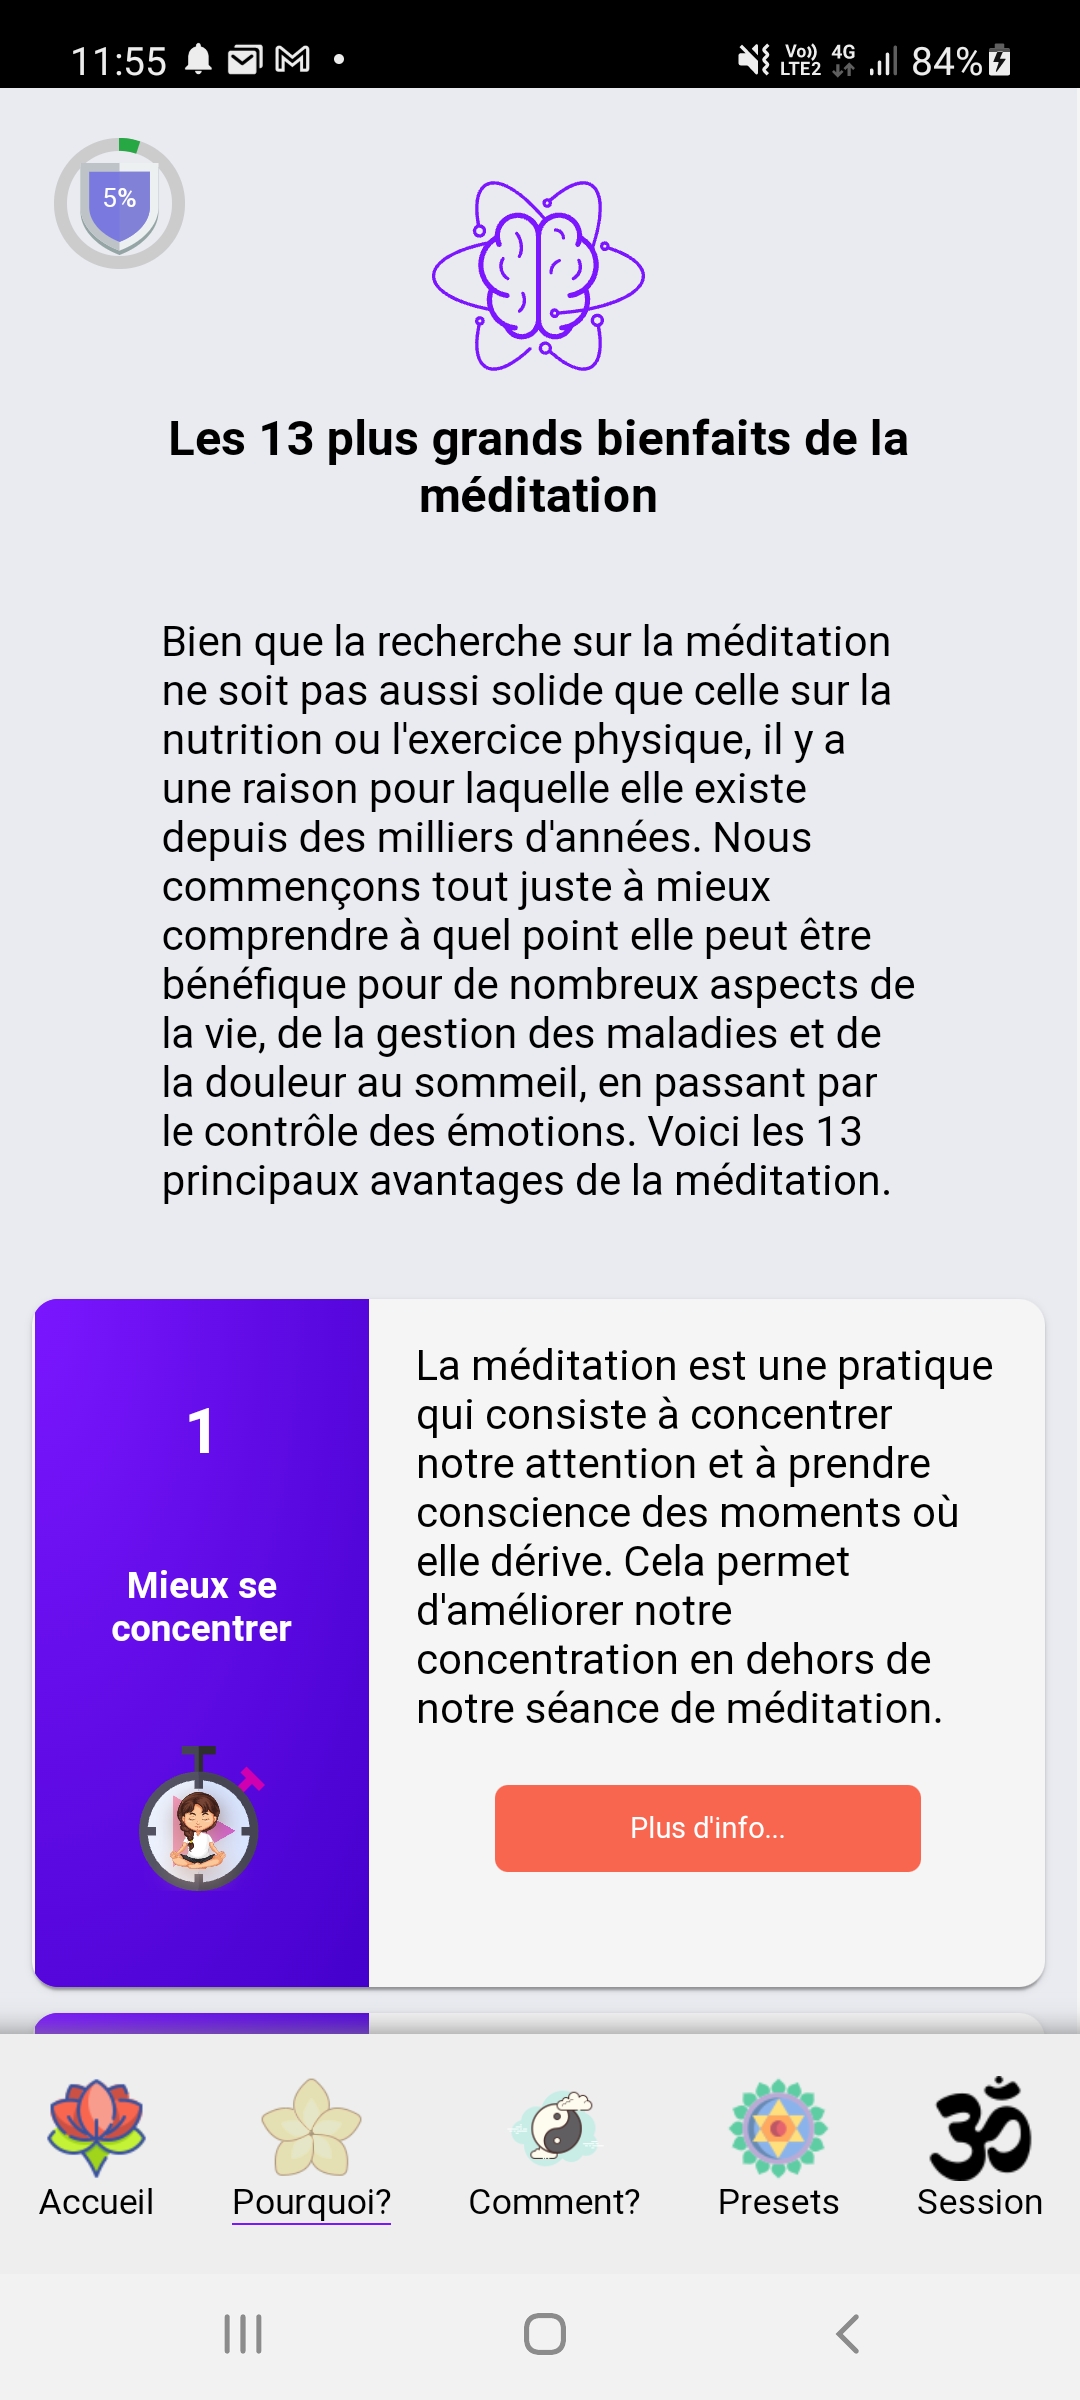 11:55
Vo)) 4G
LTE2
84%
5%
Les 13 plus grands bienfaits de la
méditation
Bien que la recherche sur la méditation
ne soit pas aussi solide que celle sur la
nutrition ou l'exercice physique, il y a
une raison pour laquelle elle existe
depuis des milliers d'années. Nous
commençons tout juste à mieux
comprendre à quel point elle peut être
bénéfique pour de nombreux aspects de
la vie, de la gestion des maladies et de
la douleur au sommeil, en passant par
le contrôle des émotions. Voici les 13
principaux avantages de la méditation.
1
Mieux se
concentrer
La méditation est une pratique
qui consiste à concentrer
notre attention et à prendre
conscience des moments où
elle dérive. Cela permet
d'améliorer notre
concentration en dehors de
notre séance de méditation.
Plus d'info...
ॐ
Accueil
Pourquoi?
Comment?
Presets
Session